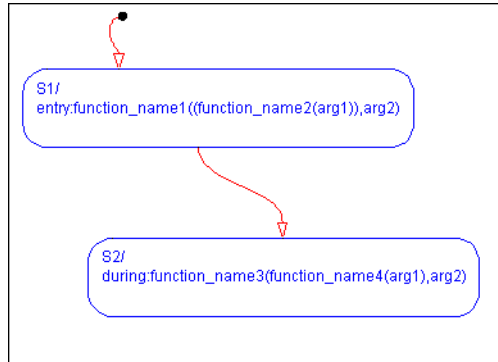 S1/
entry:function_name1((function_name2(arg1)),arg2)
S2/
during:function_name3(function_name4(arg1),arg2)